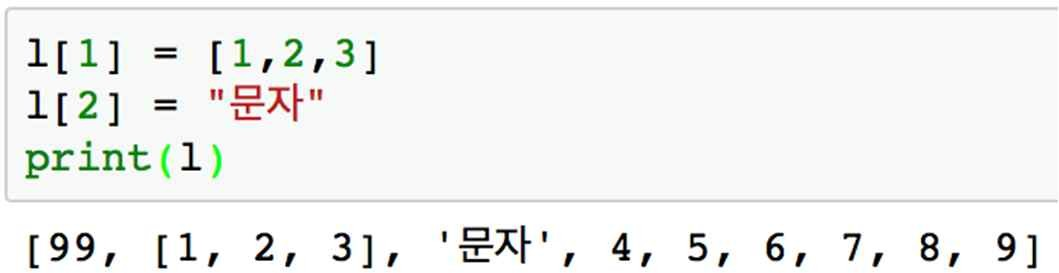 l[1] = [1,2,3]
l[2] = "문자"
print(l)
[99, [1, 2, 3], '문자', 4, 5, 6, 7, 8, 9]